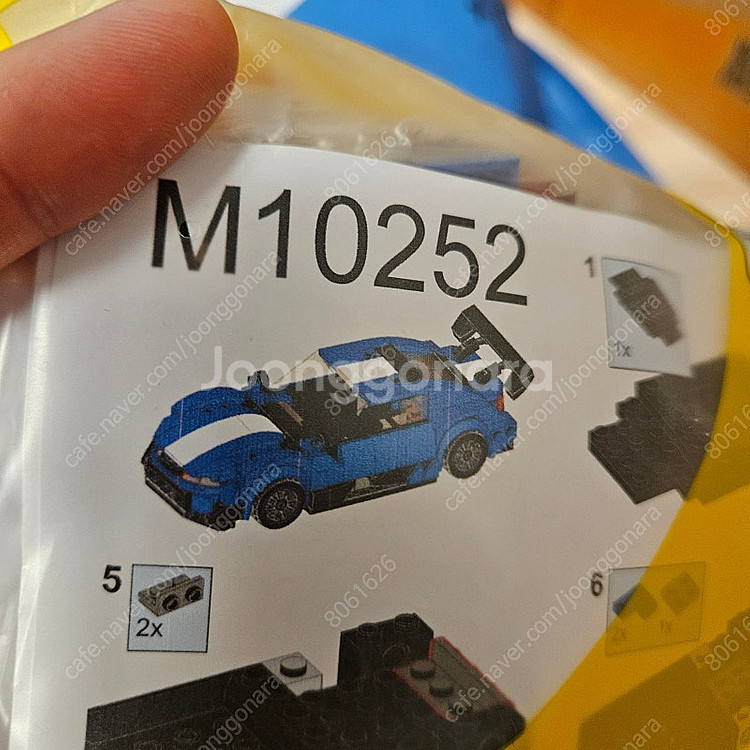 M10252
1
1x
Joonggonara
5
2x
6
2x 1x
cafe.naver.com/joonggonara
8061626